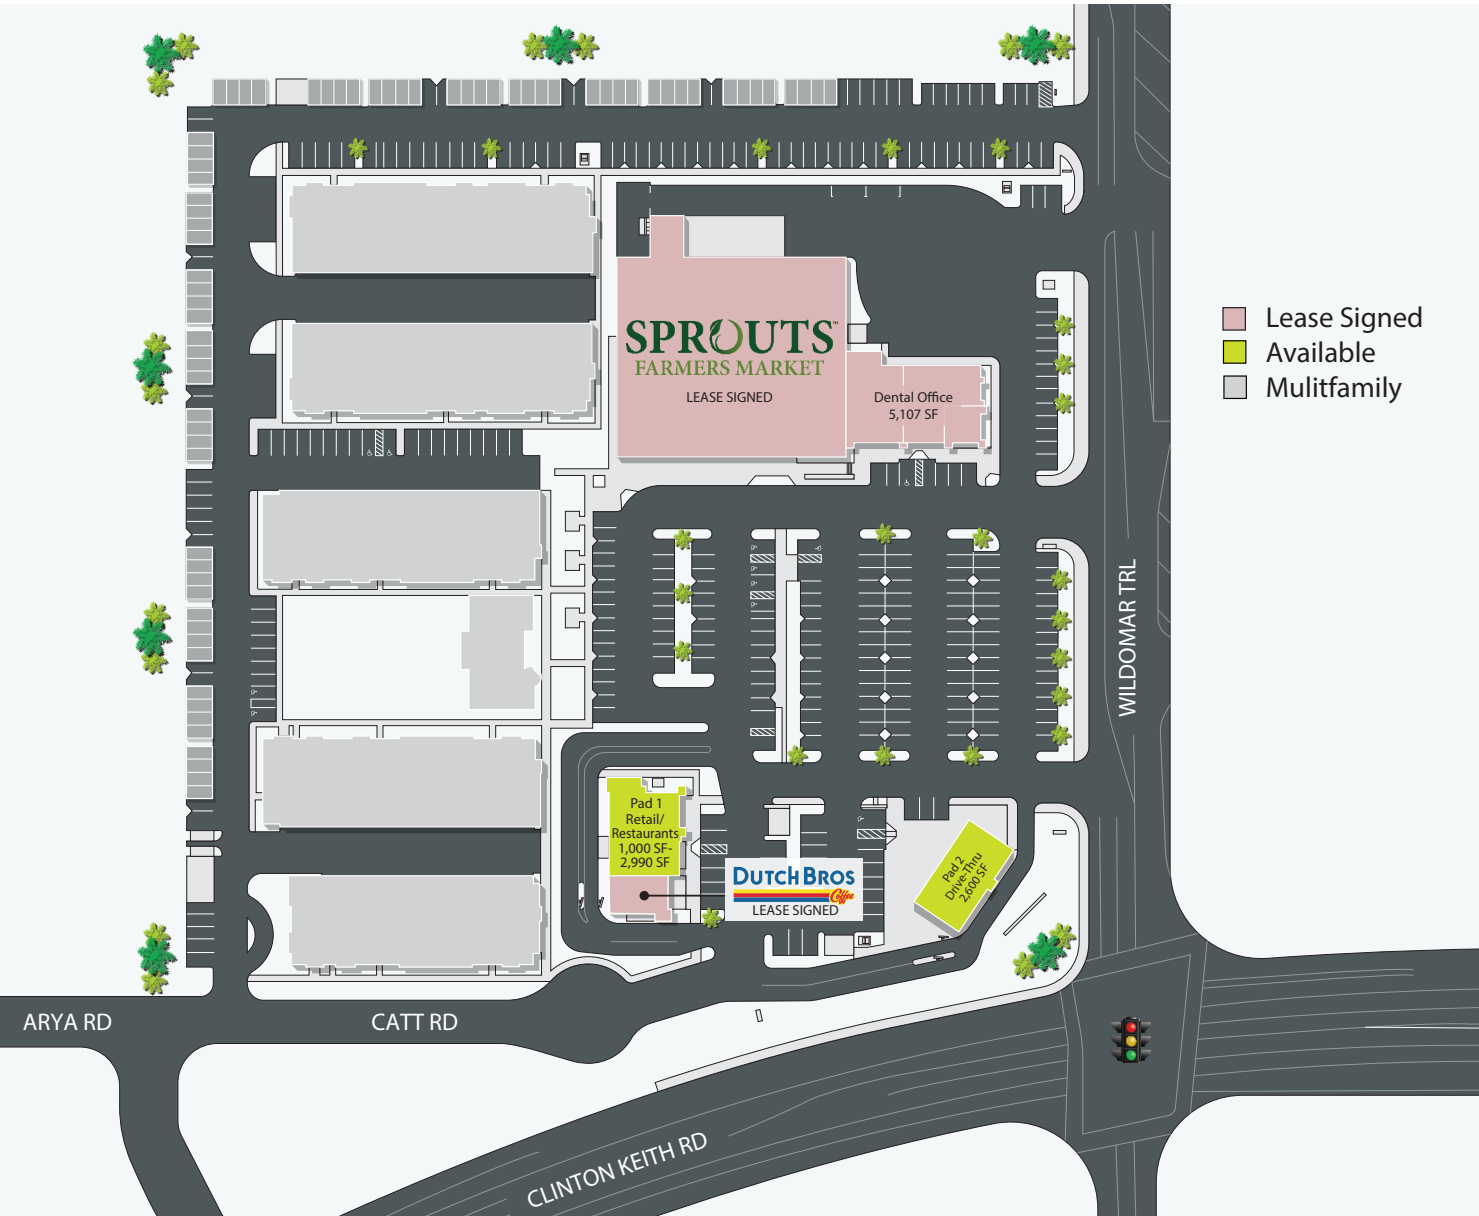 SPROUTS
FARMERS MARKET
LEASE SIGNED
Dental Office
5,107 SF
Lease Signed
Available
Mulitfamily
WILDOMAR TRL
Pad 1
Retail/
Restaurants
1,000 SF-
2,990 SF
DUTCH BROS
Coffee
LEASE SIGNED
Pad 2
Drive-Thru
2,600 SF
ARYA RD
CATT RD
CLINTON KEITH RD